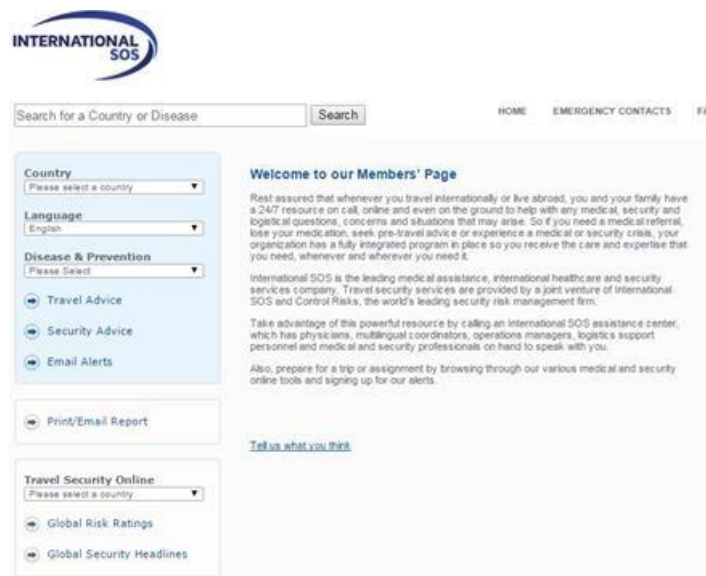 INTERNATIONAL
SOS
Search for a Country or Disease
Search
HOME
EMERGENCY CONTACTS
FA
Country
Please select a country
Language
English
Disease & Prevention
Please Select
Travel Advice
Security Advice
Email Alerts
Print/Email Report
Travel Security Online
Please select a country
Global Risk Ratings
Global Security Headlines
Welcome to our Members' Page
Rest assured that whenever you travel internationally or live abroad, you and your family have
a 24/7 resource on call, online and even on the ground to help with any medical, security and
logistical questions, concerns and situations that may arise. So if you need a medical referral,
lose your medication, seek pre-travel advice or experience a medical or security crisis, your
organization has a fully integrated program in place so you receive the care and expertise that
you need, whenever and wherever you need it.
International SOS is the leading medical assistance, international healthcare and security
services company. Travel security services are provided by a joint venture of International
SOS and Control Risks, the world's leading security risk management firm.
Take advantage of this powerful resource by calling an International SOS assistance center,
which has physicians, multilingual coordinators, operations managers, logistics support
personnel and medical and security professionals on hand to speak with you.
Also, prepare for a trip or assignment by browsing through our various medical and security
online tools and signing up for our alerts.
Tell us what you think